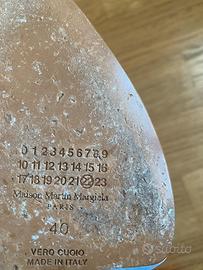 0 1 2 3 4 5 6 7 8 9
10 11 12 13 14 15 16
17 18 19 20 21 22 23
Maison Martin Margiela
PARIS
40
VERO CUOIO
MADE IN ITALY
subito